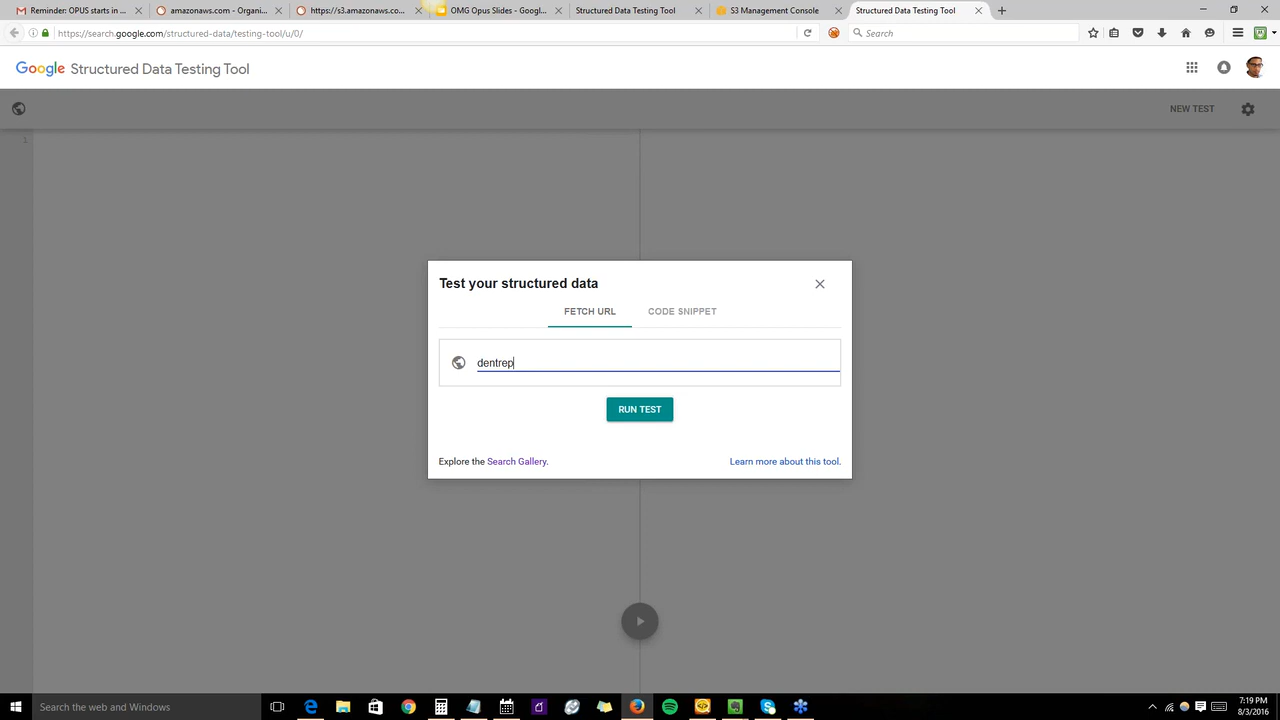 Reminder: OPUS starts in ...
amazonaws.com - Organi...
https://s3.amazonaws.co...
OMG Opus Slides - Googl...
Structured Data Testing Tool
S3 Management Console
Structured Data Testing Tool
https://search.google.com/structured-data/testing-tool/u/0/
Search
Google Structured Data Testing Tool
NEW TEST
1
Test your structured data
FETCH URL
CODE SNIPPET
dentrep
RUN TEST
Explore the Search Gallery.
Learn more about this tool.
Search the web and Windows
7:19 PM
8/3/2016